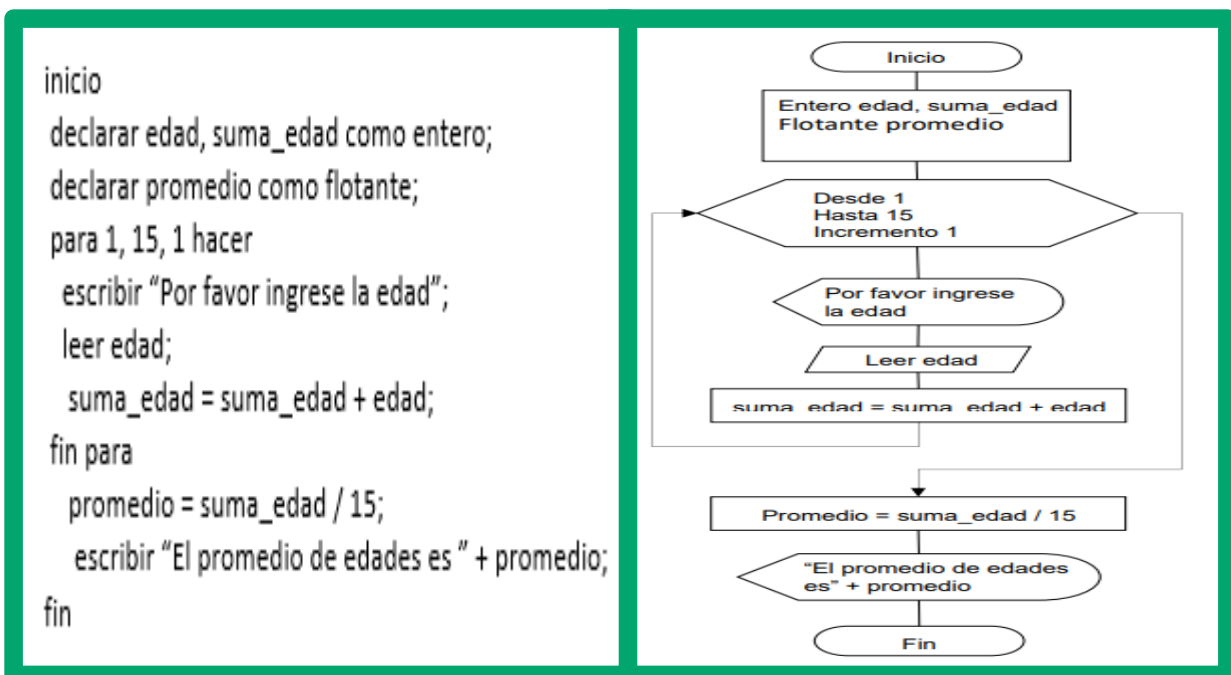 inicio
declarar edad, suma_edad como entero;
declarar promedio como flotante;
para 1, 15, 1 hacer
escribir “Por favor ingrese la edad”;
leer edad;
suma_edad = suma_edad + edad;
fin para
promedio = suma_edad / 15;
escribir “El promedio de edades es ” + promedio;
fin
Inicio
Entero edad, suma_edad
Flotante promedio
Desde 1
Hasta 15
Incremento 1
Por favor ingrese
la edad
Leer edad
suma_edad = suma_edad + edad
Promedio = suma_edad / 15
“El promedio de edades
es” + promedio
Fin